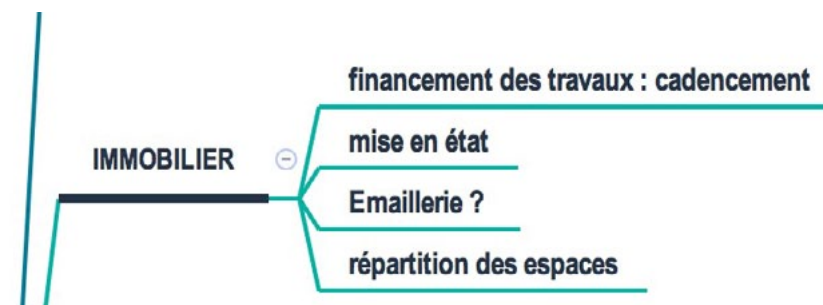 IMMOBILIER
financement des travaux : cadencement
mise en état
Emaillerie ?
répartition des espaces